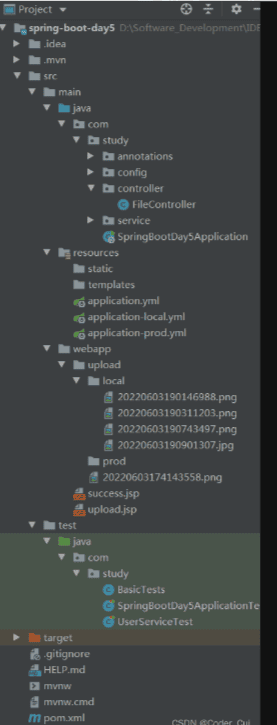 Project
spring-boot-day5 D:\Software_Development\IDE
.idea
.mvn
src
main
java
com
study
annotations
config
controller
FileController
service
SpringBootDay5Application
resources
static
templates
application.yml
application-local.yml
application-prod.yml
webapp
upload
local
20220603190146988.png
20220603190311203.png
20220603190743497.png
20220603190901307.jpg
prod
20220603174143558.png
success.jsp
upload.jsp
test
java
com
study
BasicTests
SpringBootDay5ApplicationTe
UserServiceTest
target
.gitignore
HELP.md
mvnw
mvnw.cmd
pom.xml
CSDN @Coder_Cui